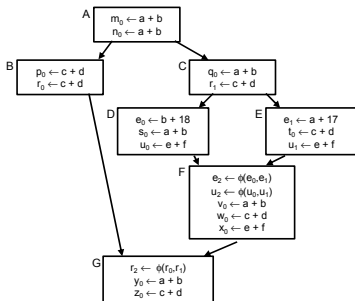 A
m₀ ← a + b
n₀ ← a + b
B
p₀ ← c + d
r₀ ← c + d
C
q₀ ← a + b
r₁ ← c + d
D
e₀ ← b + 18
s₀ ← a + b
u₀ ← e + f
E
e₁ ← a + 17
t₀ ← c + d
u₁ ← e + f
F
e₂ ← ϕ(e₀,e₁)
u₂ ← ϕ(u₀,u₁)
v₀ ← a + b
w₀ ← c + d
x₀ ← e + f
G
r₂ ← ϕ(r₀,r₁)
y₀ ← a + b
z₀ ← c + d